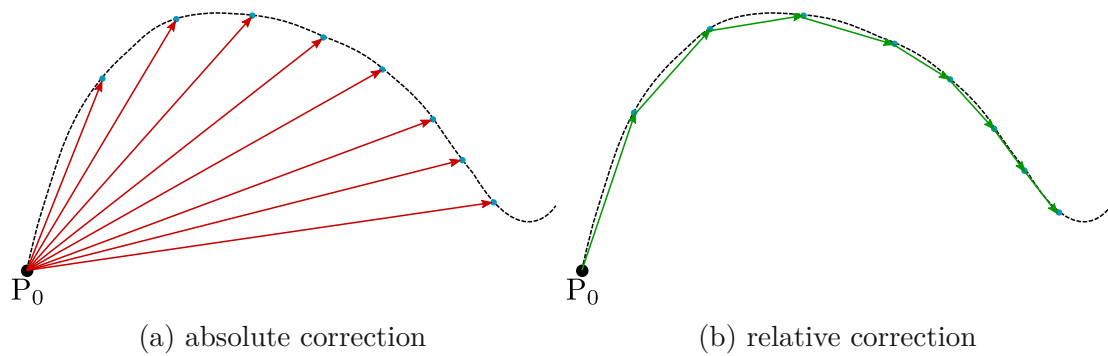 P₀
P₀
(a) absolute correction
(b) relative correction